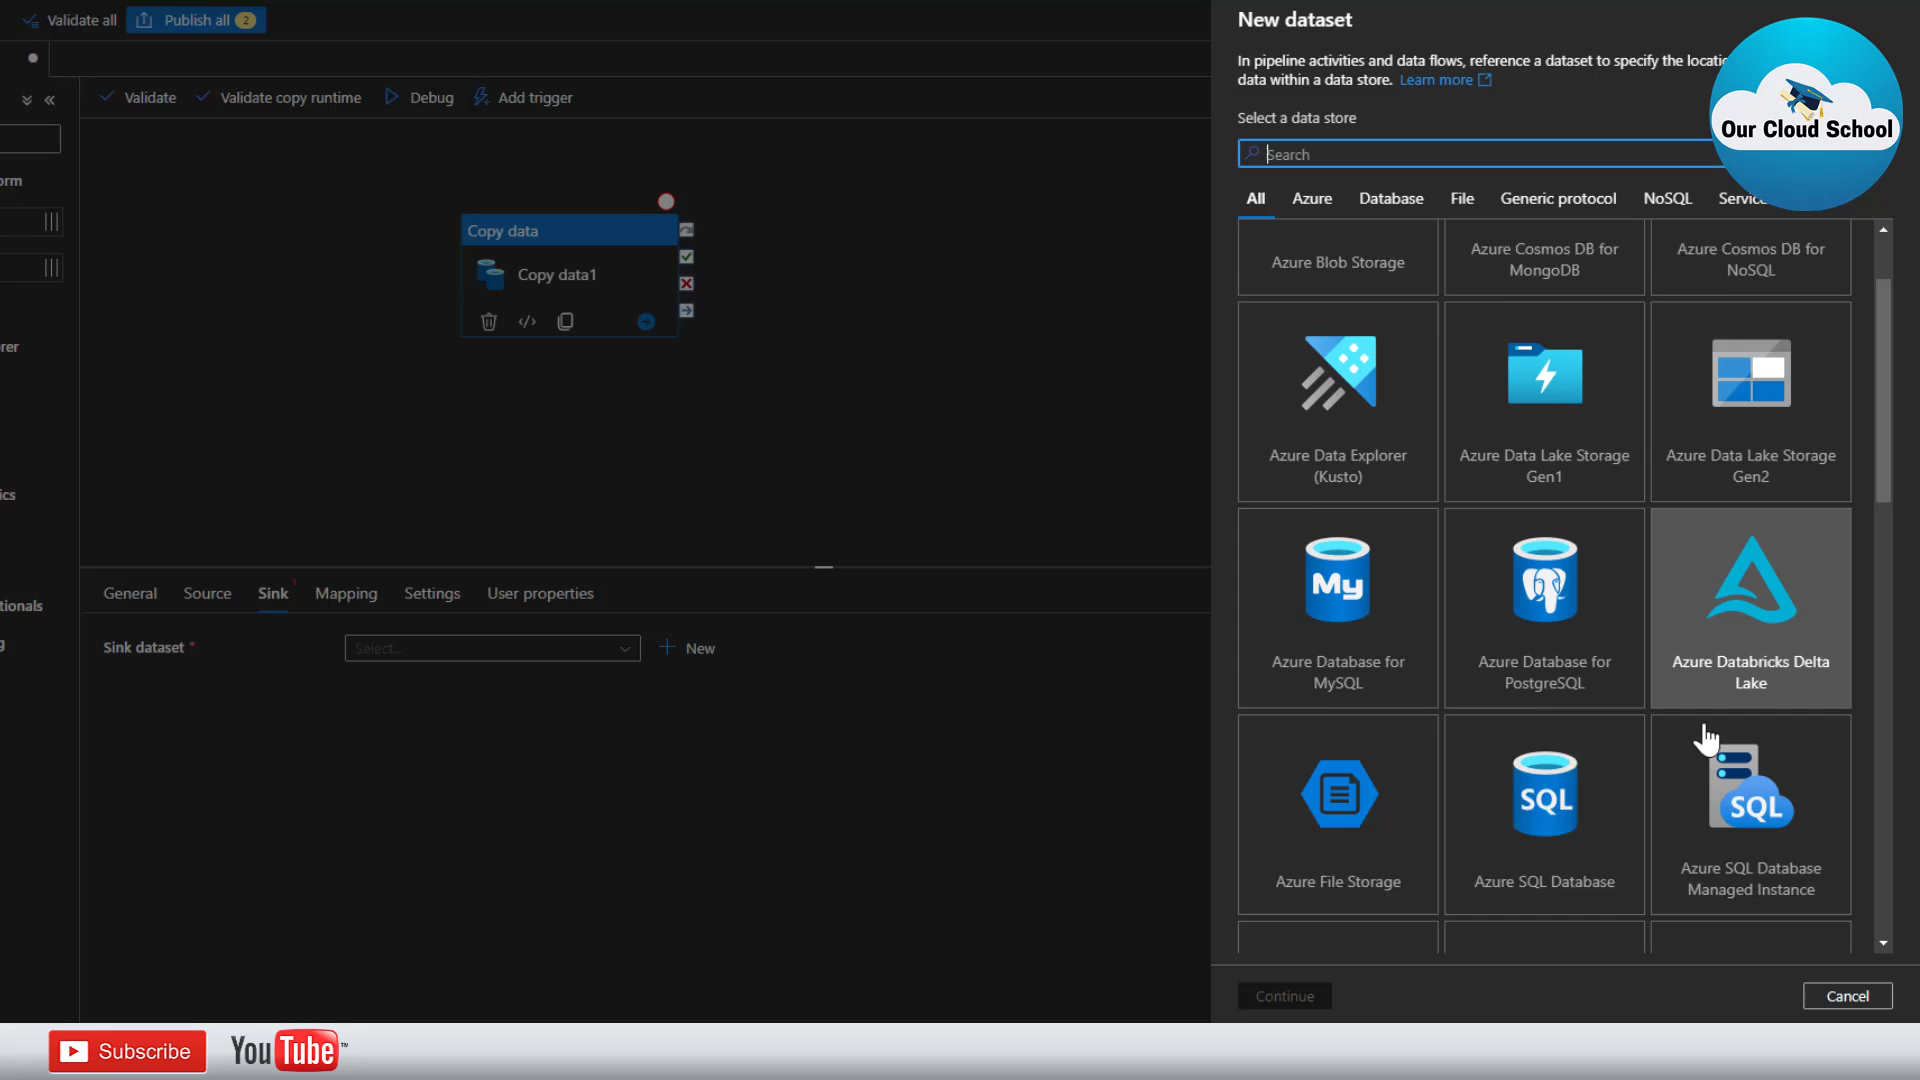 Validate all
Publish all
2
Validate
Validate copy runtime
Debug
Add trigger
orm
rer
ics
tionals
g
Copy data
Copy data1
General
Source
Sink
1
Mapping
Settings
User properties
Sink dataset *
Select...
New
New dataset
In pipeline activities and data flows, reference a dataset to specify the
data within a data store. Learn more
Select a data store
Search
All
Azure
Database
File
Generic protocol
NoSQL
Azure Blob Storage
Azure Cosmos DB for
MongoDB
Azure Cosmos DB for
NoSQL
Azure Data Explorer
(Kusto)
Azure Data Lake Storage
Gen1
Azure Data Lake Storage
Gen2
My
Azure Database for
MySQL
Azure Database for
PostgreSQL
Azure Databricks Delta
Lake
Azure File Storage
SQL
Azure SQL Database
SQL
Azure SQL Database
Managed Instance
Continue
Cancel
Our Cloud School
Subscribe
YouTube™